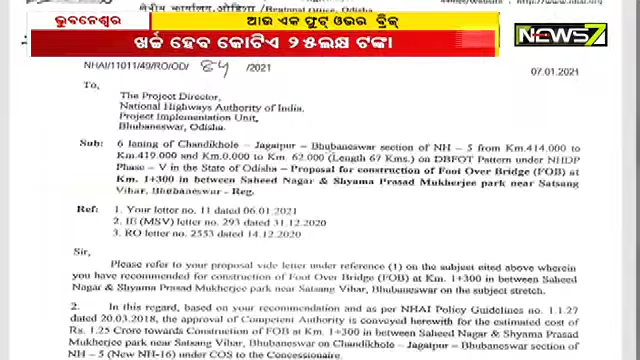 ଭୁବନେଶ୍ୱର
ଆଉ ଏକ ଫୁଟ୍ ଓଭର ବ୍ରିଜ୍
ଖର୍ଚ୍ଚ ହେବ କୋଟିଏ ୨୫ଲକ୍ଷ ଟଙ୍କା
NEWS7
NHAI/11011/49/RO/OD/ /2021
07.01.2021
To,
The Project Director,
National Highways Authority of India,
Project Implementation Unit,
Bhubaneswar, Odisha.
Sub: 6 laning of Chandikhole - Jagatpur - Bhubaneswar section of NH - 5 from Km.414.000 to
Km.419.000 and Km.0.000 to Km. 62.000 (Length 67 Kms.) on DBFOT Pattern under NHDP
Phase - V in the State of Odisha - Proposal for construction of Foot Over Bridge (FOB) at
Km. 1+300 in between Saheed Nagar & Shyama Prasad Mukherjee park near Satsang
Vihar, Bhubaneswar - Reg.
Ref: 1. Your letter no. 11 dated 06.01.2021
2. IB (MSV) letter no. 293 dated 31.12.2020
3. RO letter no. 2553 dated 14.12.2020
Sir,
Please refer to your proposal vide letter under reference (1) on the subject cited above wherein
you have recommended for construction of Foot Over Bridge (FOB) at Km. 1+300 in between Saheed
Nagar & Shyama Prasad Mukherjee park near Satsang Vihar, Bhubaneswar on the subject stretch.
2. In this regard, based on your recommendation and as per NHAI Policy Guidelines no. 1.1.27
dated 20.03.2018, the approval of Competent Authority is conveyed herewith for the estimated cost of
Rs. 1.25 Crore towards Construction of FOB at Km. 1+300 in between Saheed Nagar & Shyama Prasad
Mukherjee park near Satsang Vihar, Bhubaneswar on Chandikhole - Jagatpur - Bhubaneswar section of
NH - 5 (New NH-16) under COS to the Concessionaire.